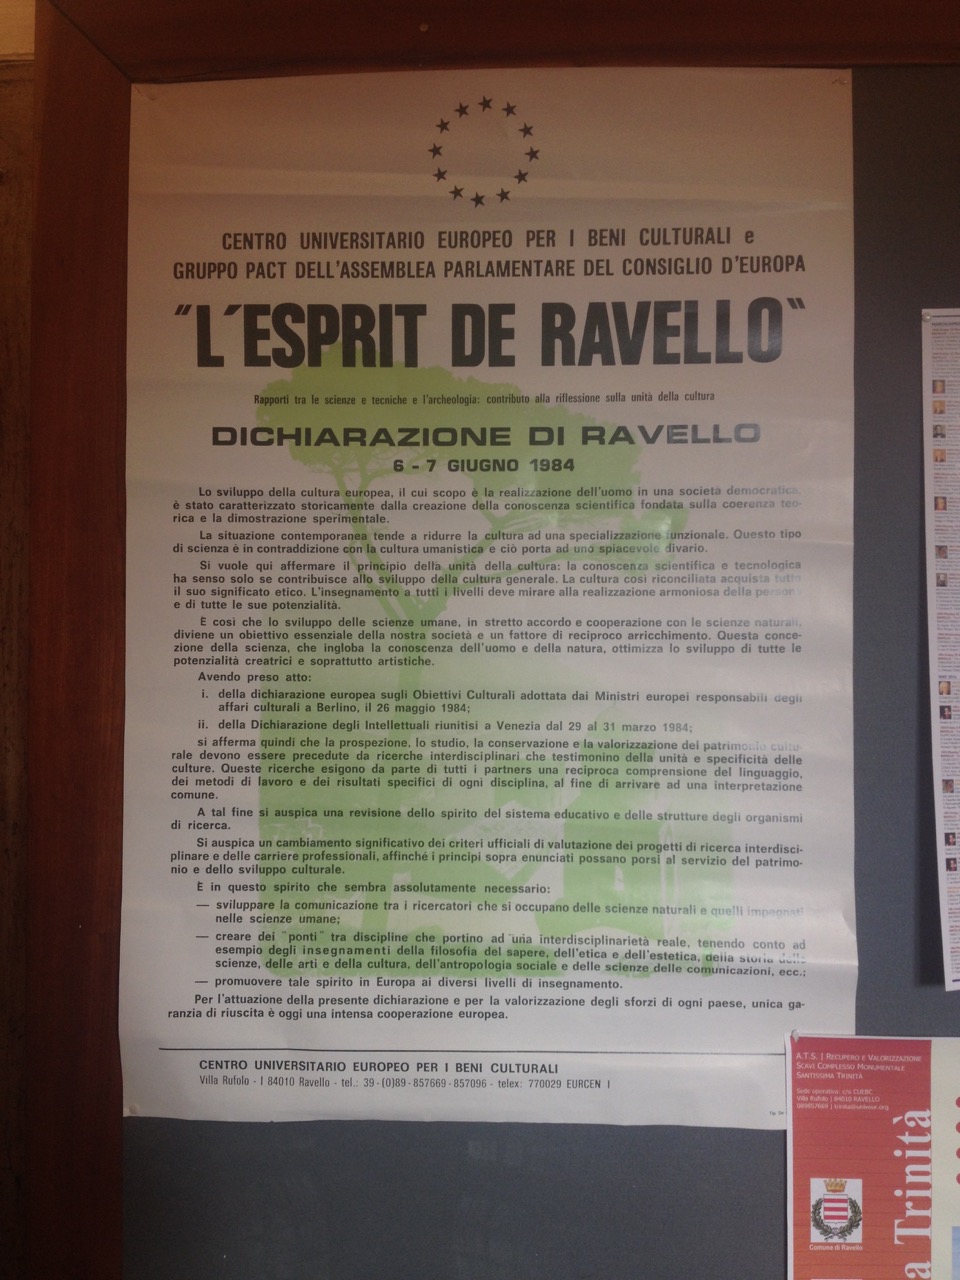 CENTRO UNIVERSITARIO EUROPEO PER I BENI CULTURALI e
GRUPPO PACT DELL'ASSEMBLEA PARLAMENTARE DEL CONSIGLIO D'EUROPA
"L'ESPRIT DE RAVELLO"
Rapporti tra le scienze e tecniche e l'archeologia: contributo alla riflessione sulla unità della cultura
DICHIARAZIONE DI RAVELLO
6 - 7 GIUGNO 1984
Lo sviluppo della cultura europea, il cui scopo è la realizzazione dell'uomo in una società democratica,
è stato caratterizzato storicamente dalla creazione della conoscenza scientifica fondata sulla coerenza teo-
rica e la dimostrazione sperimentale.
La situazione contemporanea tende a ridurre la cultura ad una specializzazione funzionale. Questo tipo
di scienza è in contraddizione con la cultura umanistica e ciò porta ad uno spiacevole divario.
Si vuole qui affermare il principio della unità della cultura: la conoscenza scientifica e tecnologica
ha senso solo se contribuisce allo sviluppo della cultura generale. La cultura così riconciliata acquista tutto
il suo significato etico. L'insegnamento a tutti i livelli deve mirare alla realizzazione armoniosa della persona
e di tutte le sue potenzialità.
È così che lo sviluppo delle scienze umane, in stretto accordo e cooperazione con le scienze naturali,
diviene un obiettivo essenziale della nostra società e un fattore di reciproco arricchimento. Questa conce-
zione della scienza, che ingloba la conoscenza dell'uomo e della natura, ottimizza lo sviluppo di tutte le
potenzialità creatrici e soprattutto artistiche.
Avendo preso atto:
i. della dichiarazione europea sugli Obiettivi Culturali adottata dai Ministri europei responsabili degli
affari culturali a Berlino, il 26 maggio 1984;
ii. della Dichiarazione degli Intellettuali riunitisi a Venezia dal 29 al 31 marzo 1984;
si afferma quindi che la prospezione, lo studio, la conservazione e la valorizzazione del patrimonio cultu-
rale devono essere precedute da ricerche interdisciplinari che testimonino della unità e specificità delle
culture. Queste ricerche esigono da parte di tutti i partners una reciproca comprensione del linguaggio,
dei metodi di lavoro e dei risultati specifici di ogni disciplina, al fine di arrivare ad una interpretazione
comune.
A tal fine si auspica una revisione dello spirito del sistema educativo e delle strutture degli organismi
di ricerca.
Si auspica un cambiamento significativo dei criteri ufficiali di valutazione dei progetti di ricerca interdisci-
plinare e delle carriere professionali, affinché i principi sopra enunciati possano porsi al servizio del patrimo-
nio e dello sviluppo culturale.
È in questo spirito che sembra assolutamente necessario:
— sviluppare la comunicazione tra i ricercatori che si occupano delle scienze naturali e quelli impegnati
nelle scienze umane;
— creare dei "ponti" tra discipline che portino ad una interdisciplinarietà reale, tenendo conto ad
esempio degli insegnamenti della filosofia del sapere, dell'etica e dell'estetica, della storia delle
scienze, delle arti e della cultura, dell'antropologia sociale e delle scienze delle comunicazioni, ecc.;
— promuovere tale spirito in Europa ai diversi livelli di insegnamento.
Per l'attuazione della presente dichiarazione e per la valorizzazione degli sforzi di ogni paese, unica ga-
ranzia di riuscita è oggi una intensa cooperazione europea.
CENTRO UNIVERSITARIO EUROPEO PER I BENI CULTURALI
Villa Rufolo - I 84010 Ravello - tel.: 39-(0)89-857669-857096 - telex: 770029 EURCEN I
A.T.S. | RECUPERO E VALORIZZAZIONE
SCAVI COMPLESSO MONUMENTALE
SANTISSIMA TRINITÀ
Sede operativa: c/o CUEBC
Villa Rufolo | 84010 RAVELLO
089857669 | trinita@univeur.org
a Trinità
Comune di Ravello